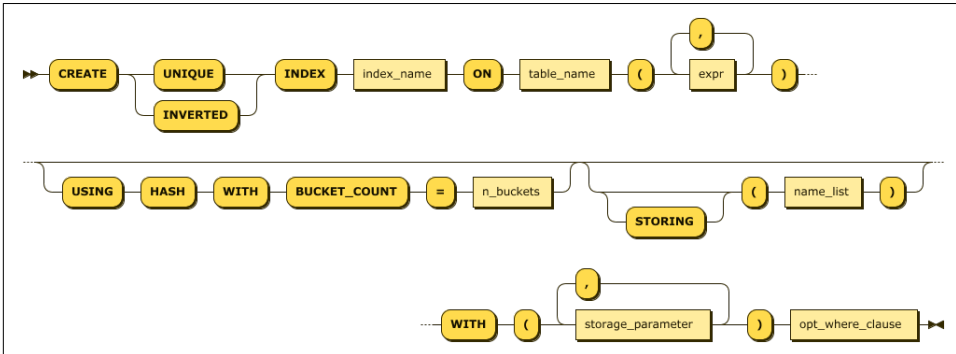 ,
CREATE UNIQUE INDEX index_name ON table_name ( expr )
INVERTED
USING HASH WITH BUCKET_COUNT = n_buckets ( name_list )
STORING
,
WITH ( storage_parameter ) opt_where_clause